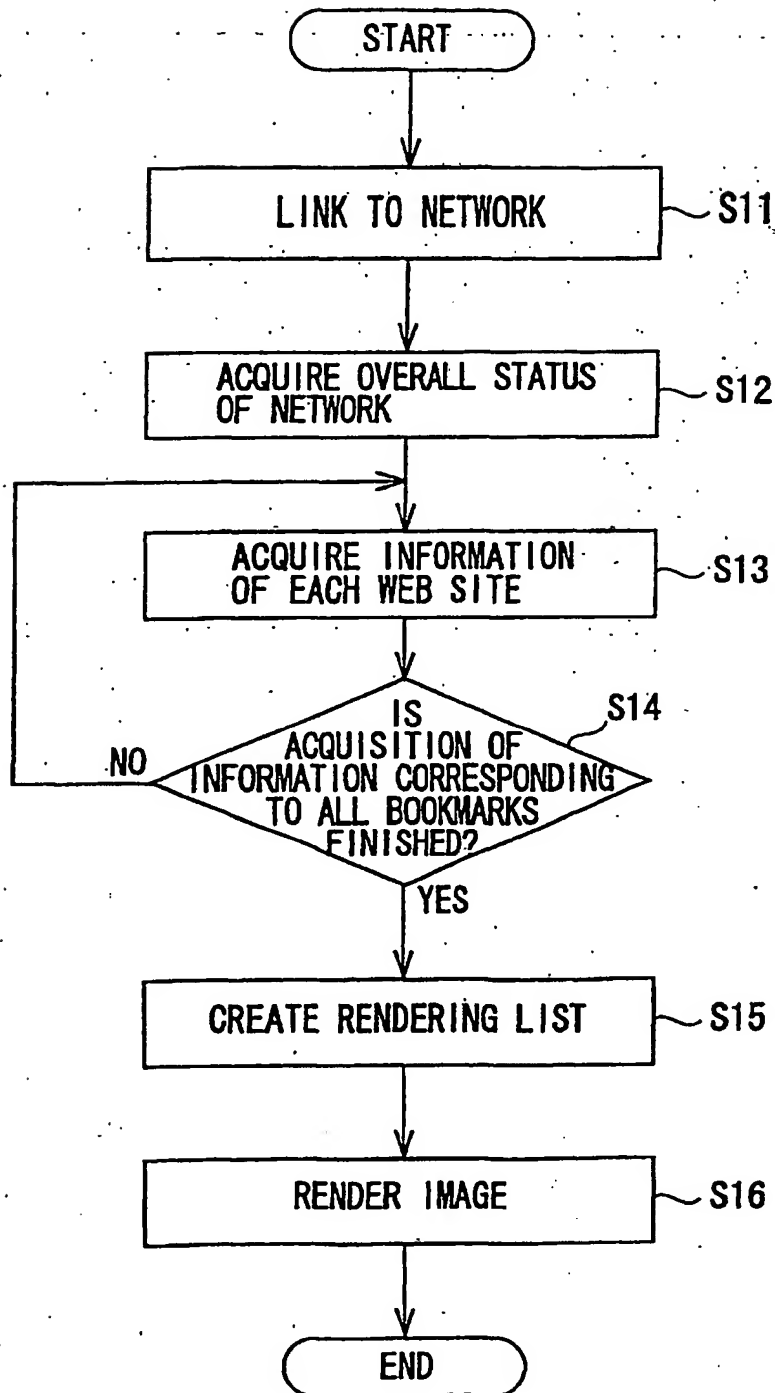 START
LINK TO NETWORK
S11
ACQUIRE OVERALL STATUS
OF NETWORK
S12
ACQUIRE INFORMATION
OF EACH WEB SITE
S13
IS
ACQUISITION OF
INFORMATION CORRESPONDING
TO ALL BOOKMARKS
FINISHED?
S14
NO
YES
CREATE RENDERING LIST
S15
RENDER IMAGE
S16
END